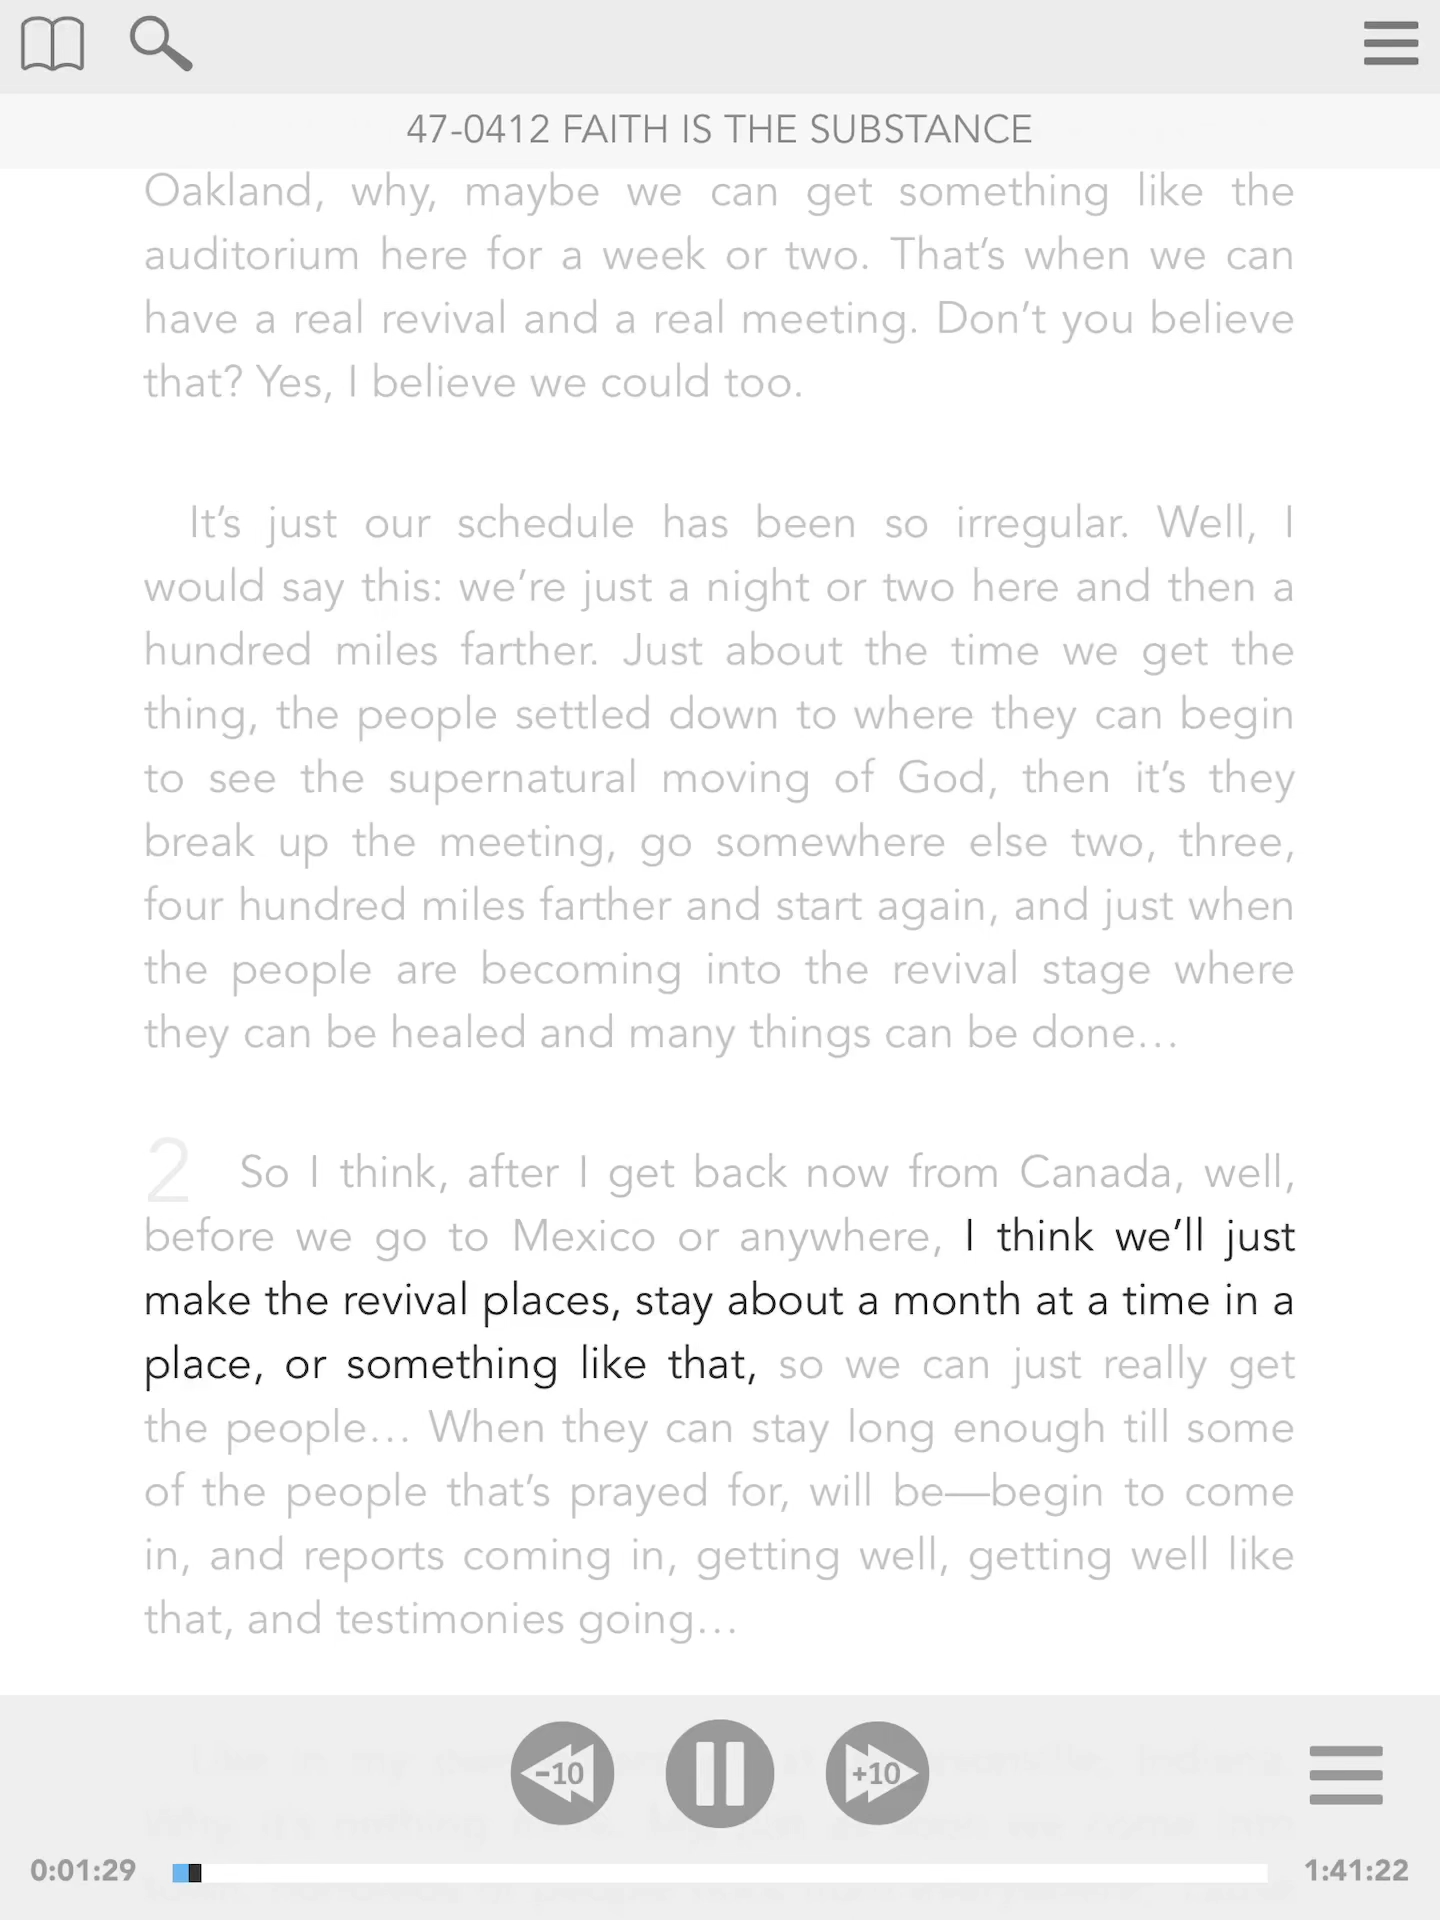 47-0412 FAITH IS THE SUBSTANCE
Oakland, why, maybe we can get something like the
auditorium here for a week or two. That’s when we can
have a real revival and a real meeting. Don’t you believe
that? Yes, I believe we could too.
It’s just our schedule has been so irregular. Well, I
would say this: we’re just a night or two here and then a
hundred miles farther. Just about the time we get the
thing, the people settled down to where they can begin
to see the supernatural moving of God, then it’s they
break up the meeting, go somewhere else two, three,
four hundred miles farther and start again, and just when
the people are becoming into the revival stage where
they can be healed and many things can be done…
2 So I think, after I get back now from Canada, well,
before we go to Mexico or anywhere, I think we’ll just
make the revival places, stay about a month at a time in a
place, or something like that, so we can just really get
the people… When they can stay long enough till some
of the people that’s prayed for, will be—begin to come
in, and reports coming in, getting well, getting well like
that, and testimonies going…
-10 +10
0:01:29 1:41:22